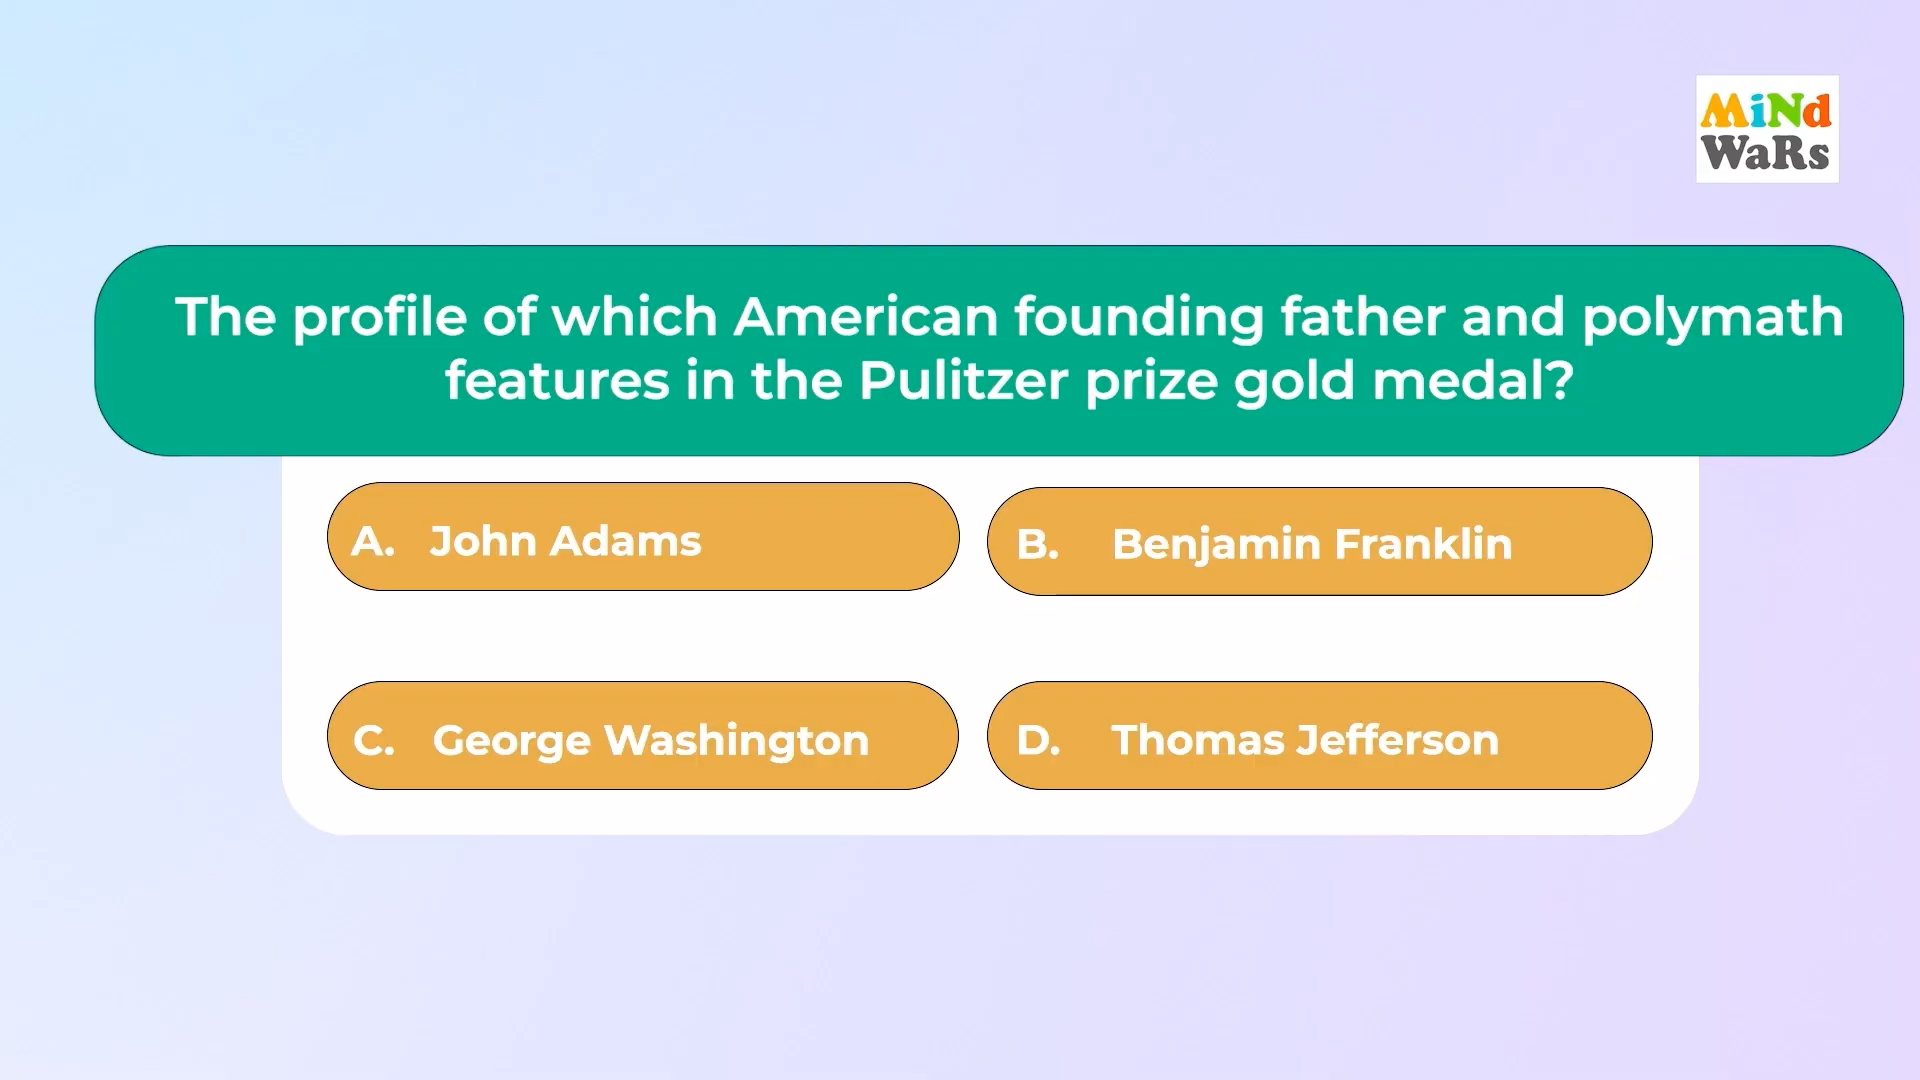 MiNd
WaRs
The profile of which American founding father and polymath
features in the Pulitzer prize gold medal?
A. John Adams
B. Benjamin Franklin
C. George Washington
D. Thomas Jefferson